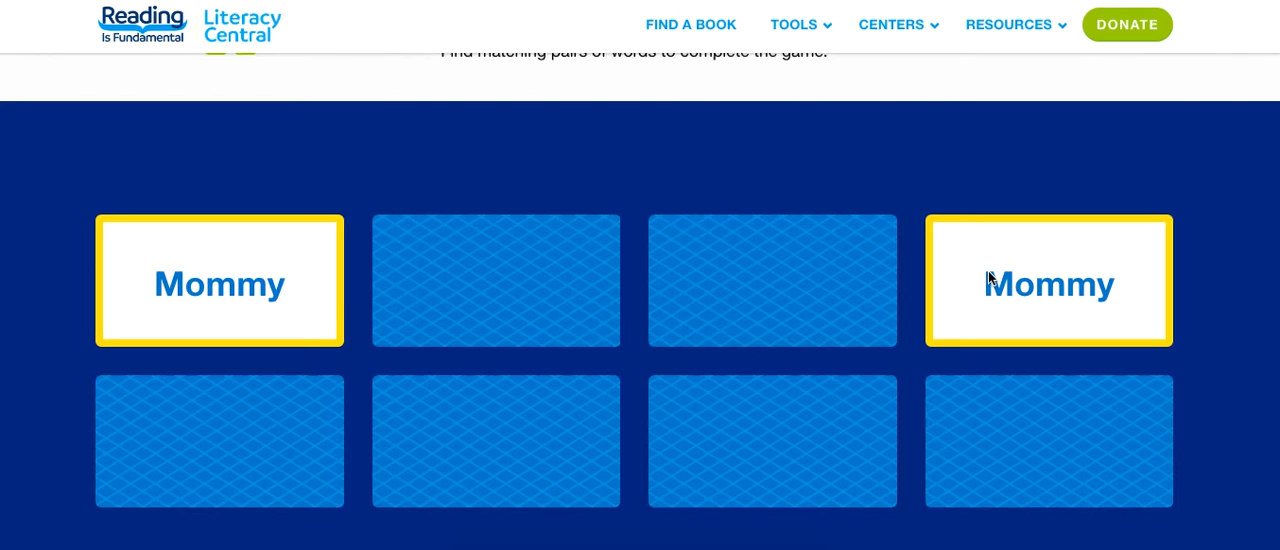 Reading
Is Fundamental
Literacy
Central
FIND A BOOK
TOOLS
CENTERS
RESOURCES
DONATE
Find matching pairs of words to complete the game.
Mommy
Mommy